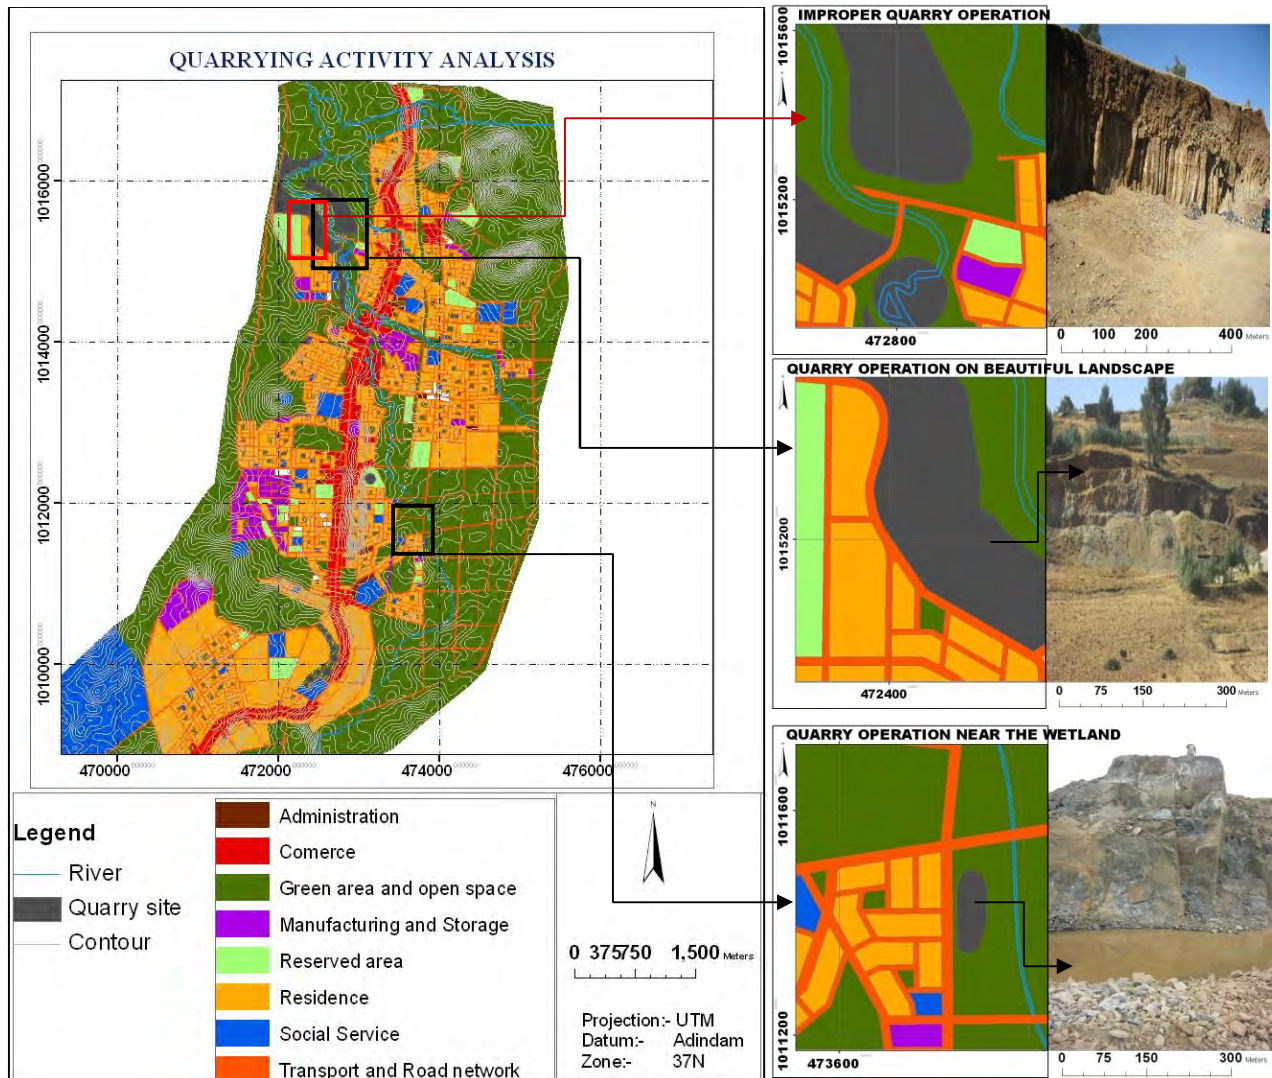 QUARRYING ACTIVITY ANALYSIS
1016000
1014000
1012000
1010000
470000
472000
474000
476000
Legend
River
Quarry site
Contour
Administration
Comerce
Green area and open space
Manufacturing and Storage
Reserved area
Residence
Social Service
Transport and Road network
N
0 375750 1,500 Meters
Projection:- UTM
Datum:- Adindam
Zone:- 37N
IMPROPER QUARRY OPERATION
1015600
1015200
472800
0 100 200 400 Meters
QUARRY OPERATION ON BEAUTIFUL LANDSCAPE
1015200
472400
0 75 150 300 Meters
QUARRY OPERATION NEAR THE WETLAND
1011600
1011200
473600
0 75 150 300 Meters